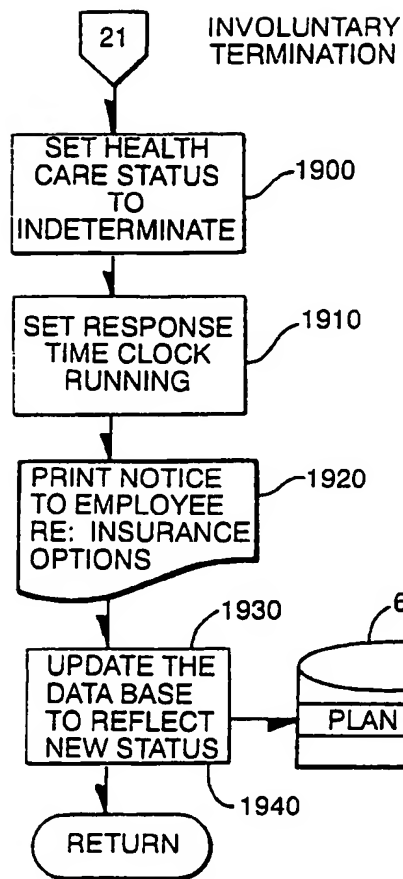 21
INVOLUNTARY
TERMINATION
SET HEALTH
CARE STATUS
TO
INDETERMINATE
1900
SET RESPONSE
TIME CLOCK
RUNNING
1910
PRINT NOTICE
TO EMPLOYEE
RE: INSURANCE
OPTIONS
1920
1930
UPDATE THE
DATA BASE
TO REFLECT
NEW STATUS
6
PLAN
1940
RETURN